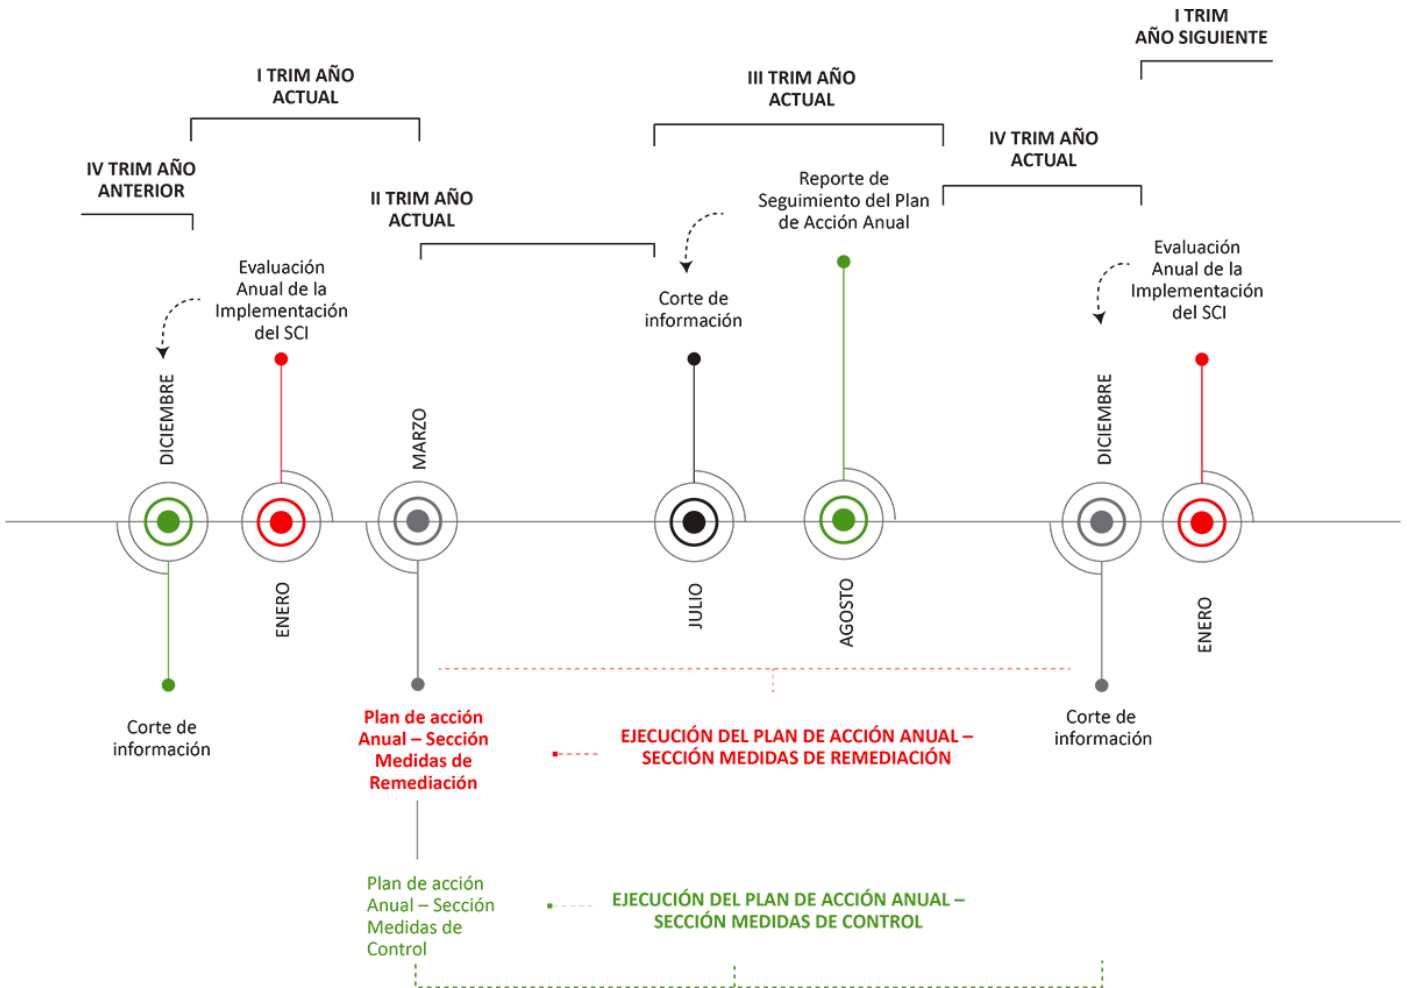 I TRIM
AÑO SIGUIENTE
I TRIM AÑO
ACTUAL
III TRIM AÑO
ACTUAL
IV TRIM AÑO
ACTUAL
IV TRIM AÑO
ANTERIOR
II TRIM AÑO
ACTUAL
Reporte de
Seguimiento del Plan
de Acción Anual
Evaluación
Anual de la
Implementación
del SCI
Corte de
información
Evaluación
Anual de la
Implementación
del SCI
DICIEMBRE
MARZO
DICIEMBRE
ENERO
JULIO
AGOSTO
ENERO
Corte de
información
Plan de acción
Anual – Sección
Medidas de
Remediación
EJECUCIÓN DEL PLAN DE ACCIÓN ANUAL –
SECCIÓN MEDIDAS DE REMEDIACIÓN
Corte de
información
Plan de acción
Anual – Sección
Medidas de
Control
EJECUCIÓN DEL PLAN DE ACCIÓN ANUAL –
SECCIÓN MEDIDAS DE CONTROL